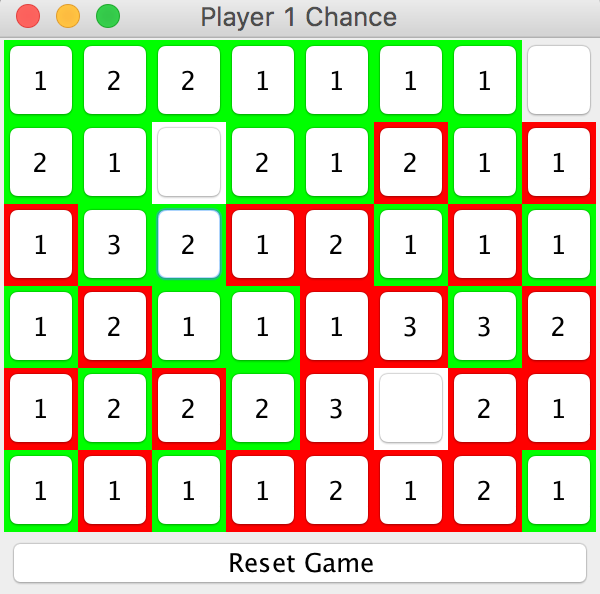 Player 1 Chance
1 2 2 1 1 1 1
2 1 2 1 2 1 1
1 3 2 1 2 1 1 1
1 2 1 1 1 3 3 2
1 2 2 2 3 2 1
1 1 1 1 2 1 2 1
Reset Game